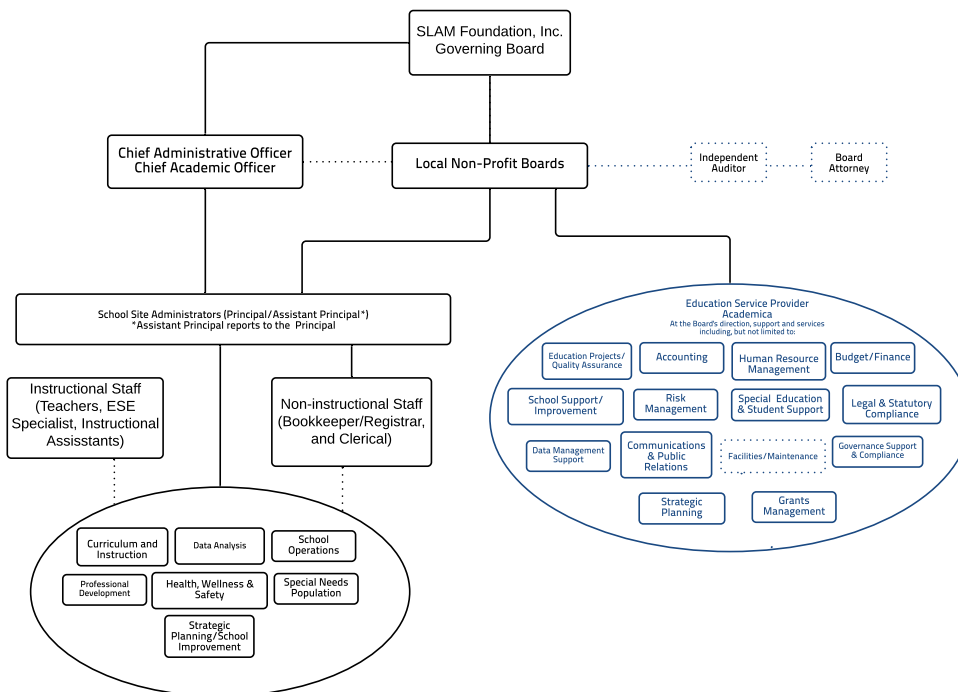 SLAM Foundation, Inc.
Governing Board
Chief Administrative Officer
Chief Academic Officer
Local Non-Profit Boards
Independent
Auditor
Board
Attorney
School Site Administrators (Principal/Assistant Principal*)
*Assistant Principal reports to the Principal
Instructional Staff
(Teachers, ESE
Specialist, Instructional
Assisstants)
Non-instructional Staff
(Bookkeeper/Registrar,
and Clerical)
Curriculum and
Instruction
Data Analysis
School
Operations
Professional
Development
Health, Wellness &
Safety
Special Needs
Population
Strategic
Planning/School
Improvement
Education Service Provider
Academica
At the Board's direction, support and services
including, but not limited to:
Education Projects/
Quality Assurance
Accounting
Human Resource
Management
Budget/Finance
School Support/
Improvement
Risk
Management
Special Education
& Student Support
Legal & Statutory
Compliance
Data Management
Support
Communications
& Public
Relations
Facilities/Maintenance
Governance Support
& Compliance
Strategic
Planning
Grants
Management